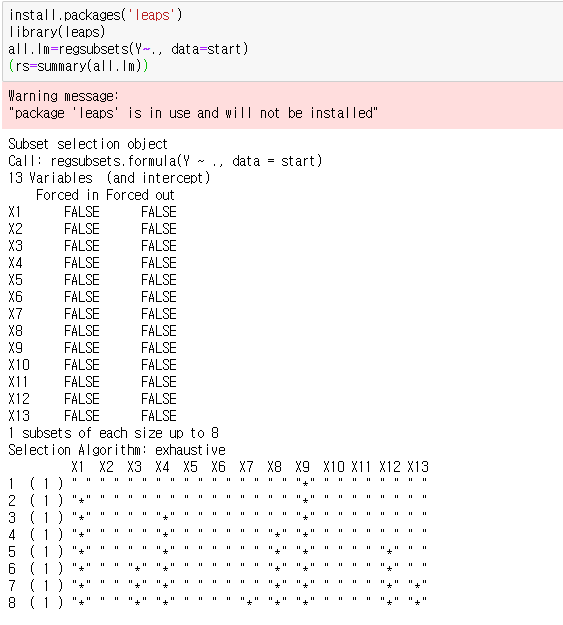 install.packages('leaps')
library(leaps)
all.lm=regsubsets(Y~., data=start)
(rs=summary(all.lm))
Warning message:
"package 'leaps' is in use and will not be installed"
Subset selection object
Call: regsubsets.formula(Y ~ ., data = start)
13 Variables  (and intercept)
    Forced in Forced out
X1      FALSE      FALSE
X2      FALSE      FALSE
X3      FALSE      FALSE
X4      FALSE      FALSE
X5      FALSE      FALSE
X6      FALSE      FALSE
X7      FALSE      FALSE
X8      FALSE      FALSE
X9      FALSE      FALSE
X10     FALSE      FALSE
X11     FALSE      FALSE
X12     FALSE      FALSE
X13     FALSE      FALSE
1 subsets of each size up to 8
Selection Algorithm: exhaustive
         X1  X2  X3  X4  X5  X6  X7  X8  X9  X10 X11 X12 X13
1  ( 1 ) " " " " " " " " " " " " " " " " "*" " " " " " " " "
2  ( 1 ) "*" " " " " " " " " " " " " " " "*" " " " " " " " "
3  ( 1 ) "*" " " " " "*" " " " " " " " " "*" " " " " " " " "
4  ( 1 ) "*" " " " " "*" " " " " " " "*" "*" " " " " " " " "
5  ( 1 ) "*" " " " " "*" " " " " " " "*" "*" " " " " "*" " "
6  ( 1 ) "*" " " "*" "*" " " " " " " "*" "*" " " " " "*" " "
7  ( 1 ) "*" " " "*" "*" " " " " " " "*" "*" " " " " "*" "*"
8  ( 1 ) "*" " " "*" "*" " " " " "*" "*" "*" " " " " "*" "*"